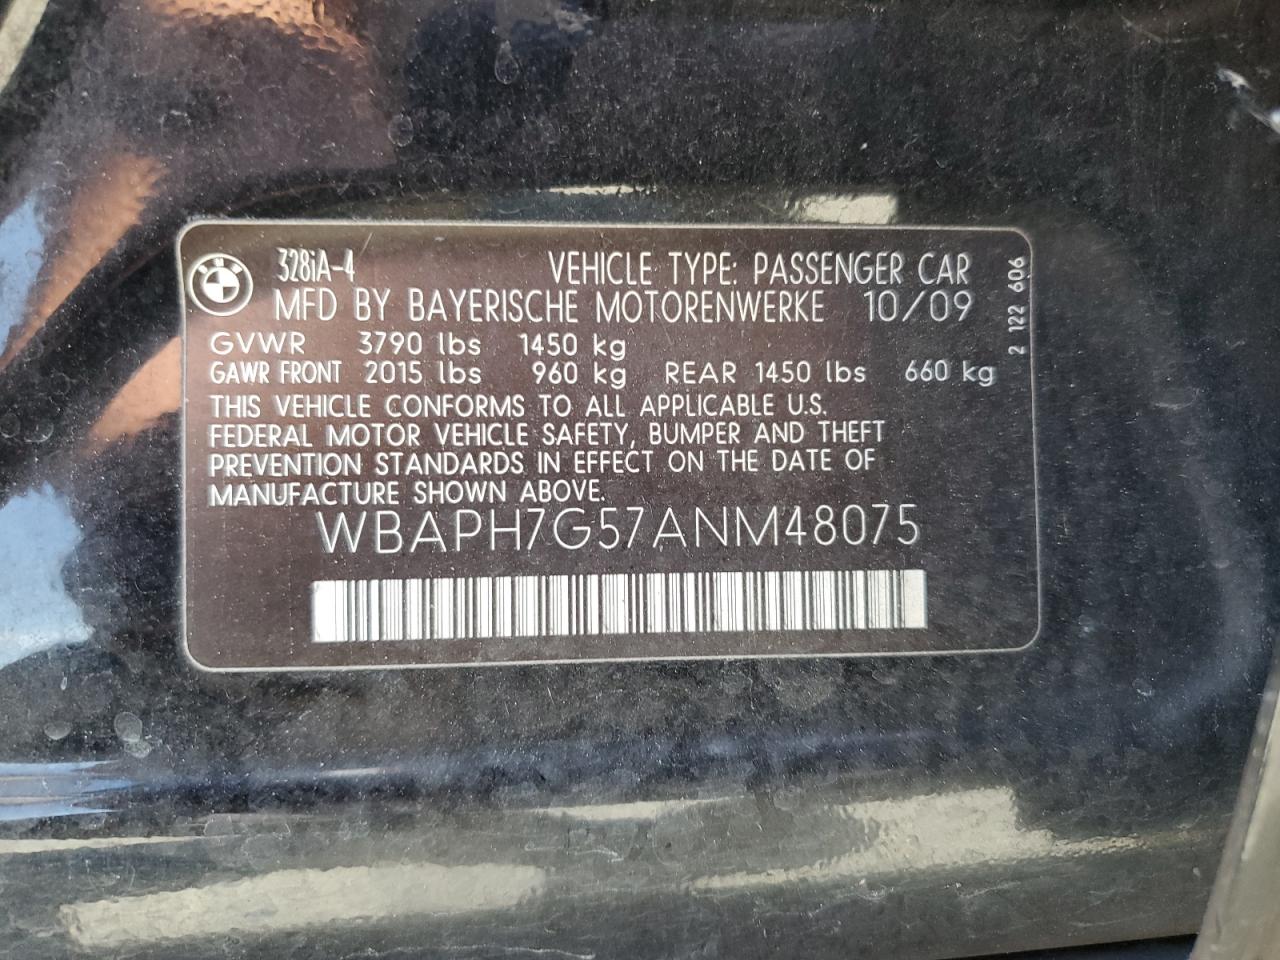 BMW
328iA-4 VEHICLE TYPE: PASSENGER CAR
MFD BY BAYERISCHE MOTORENWERKE 10/09
GVWR 3790 lbs 1450 kg
GAWR FRONT 2015 lbs 960 kg REAR 1450 lbs 660 kg
THIS VEHICLE CONFORMS TO ALL APPLICABLE U.S.
FEDERAL MOTOR VEHICLE SAFETY, BUMPER AND THEFT
PREVENTION STANDARDS IN EFFECT ON THE DATE OF
MANUFACTURE SHOWN ABOVE.
WBAPH7G57ANM48075
2 122 606